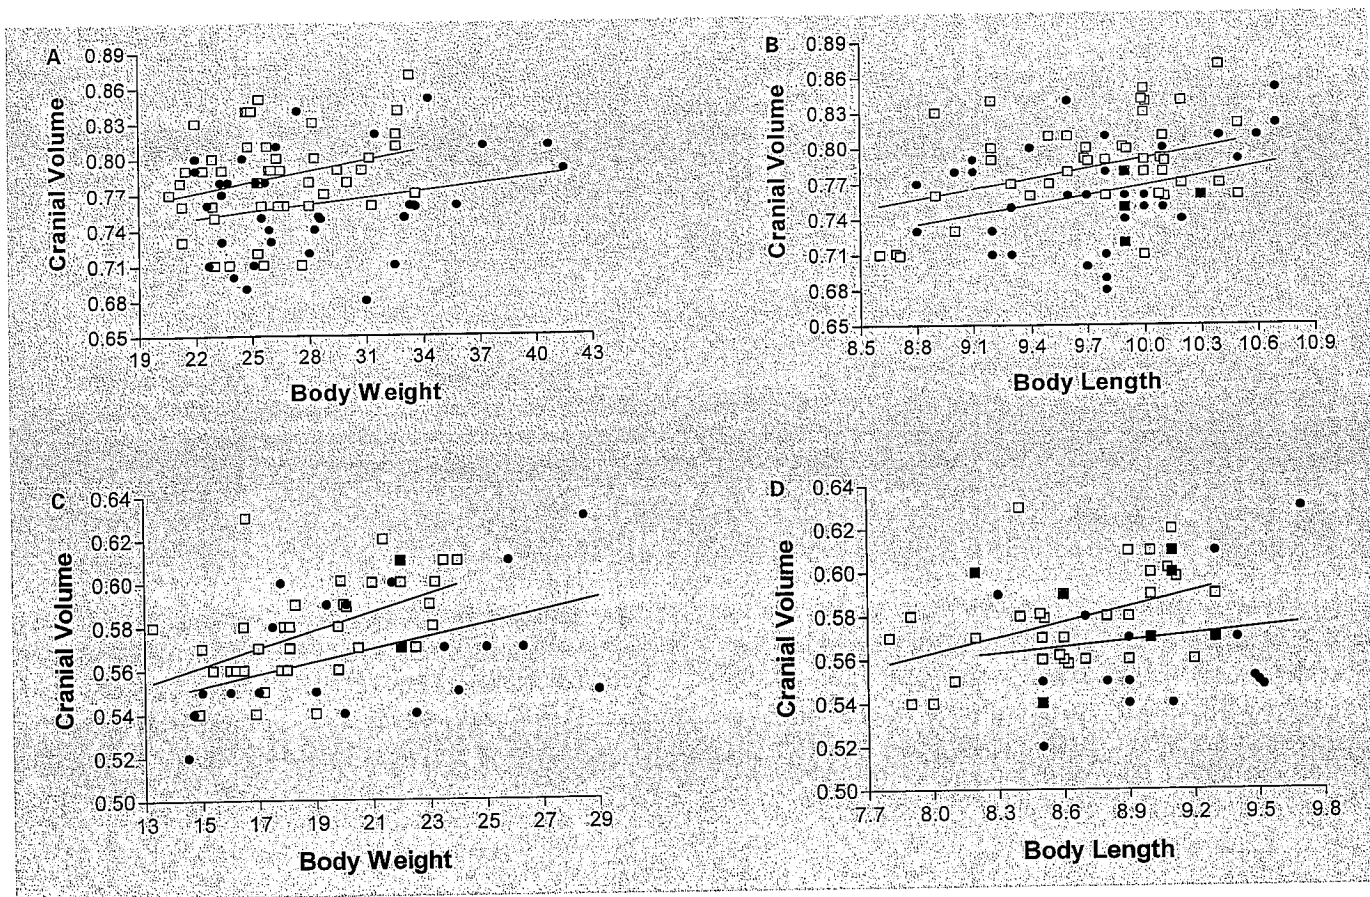 A
Cranial Volume
0.89
0.86
0.83
0.80
0.77
0.74
0.71
0.68
0.65
19 22 25 28 31 34 37 40 43
Body Weight
B
Cranial Volume
0.89
0.86
0.83
0.80
0.77
0.74
0.71
0.68
0.65
8.5 8.8 9.1 9.4 9.7 10.0 10.3 10.6 10.9
Body Length
C
Cranial Volume
0.64
0.62
0.60
0.58
0.56
0.54
0.52
0.50
13 15 17 19 21 23 25 27 29
Body Weight
D
Cranial Volume
0.64
0.62
0.60
0.58
0.56
0.54
0.52
0.50
7.7 8.0 8.3 8.6 8.9 9.2 9.5 9.8
Body Length